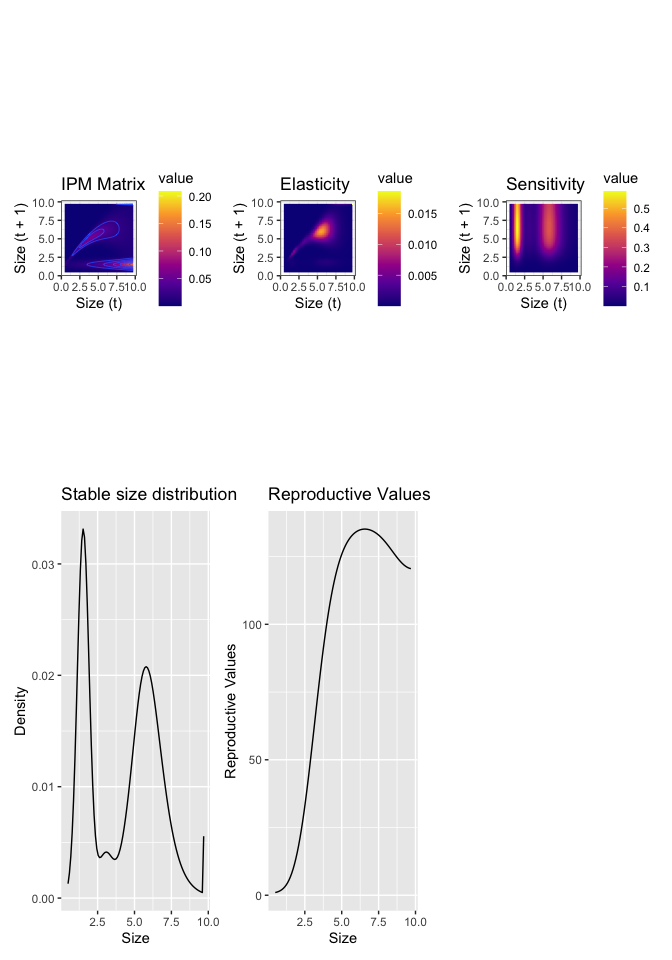 IPM Matrix
value
Size (t + 1)
10.0
7.5
5.0
2.5
0.0
0.0 2.5 5.0 7.5 10.0
Size (t)
0.20
0.15
0.10
0.05
Elasticity
value
Size (t + 1)
10.0
7.5
5.0
2.5
0.0
0.0 2.5 5.0 7.5 10.0
Size (t)
0.015
0.010
0.005
Sensitivity
value
Size (t + 1)
10.0
7.5
5.0
2.5
0.0
0.0 2.5 5.0 7.5 10.0
Size (t)
0.5
0.4
0.3
0.2
0.1
Stable size distribution
Density
0.03
0.02
0.01
0.00
2.5 5.0 7.5 10.0
Size
Reproductive Values
Reproductive Values
100
50
0
2.5 5.0 7.5 10.0
Size